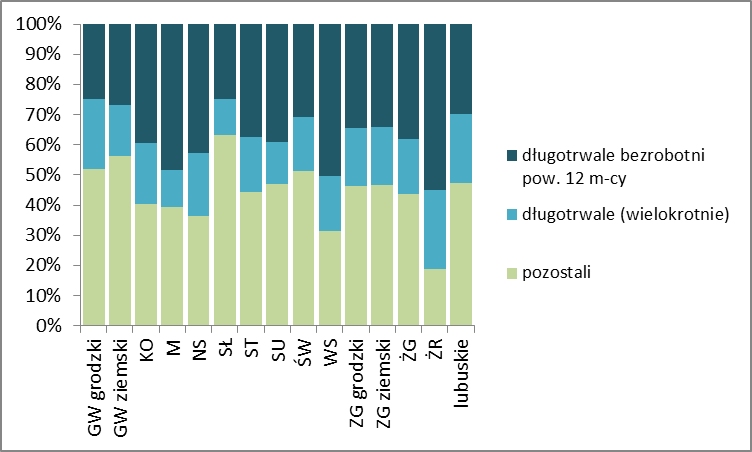 100%
90%
80%
70%
60%
50%
40%
30%
20%
10%
0%
GW grodzki
GW ziemski
KO
M
NS
SŁ
ST
SU
ŚW
WS
ZG grodzki
ZG ziemski
ŻG
ŻR
lubuskie
długotrwale bezrobotni
pow. 12 m-cy
długotrwale (wielokrotnie)
pozostali